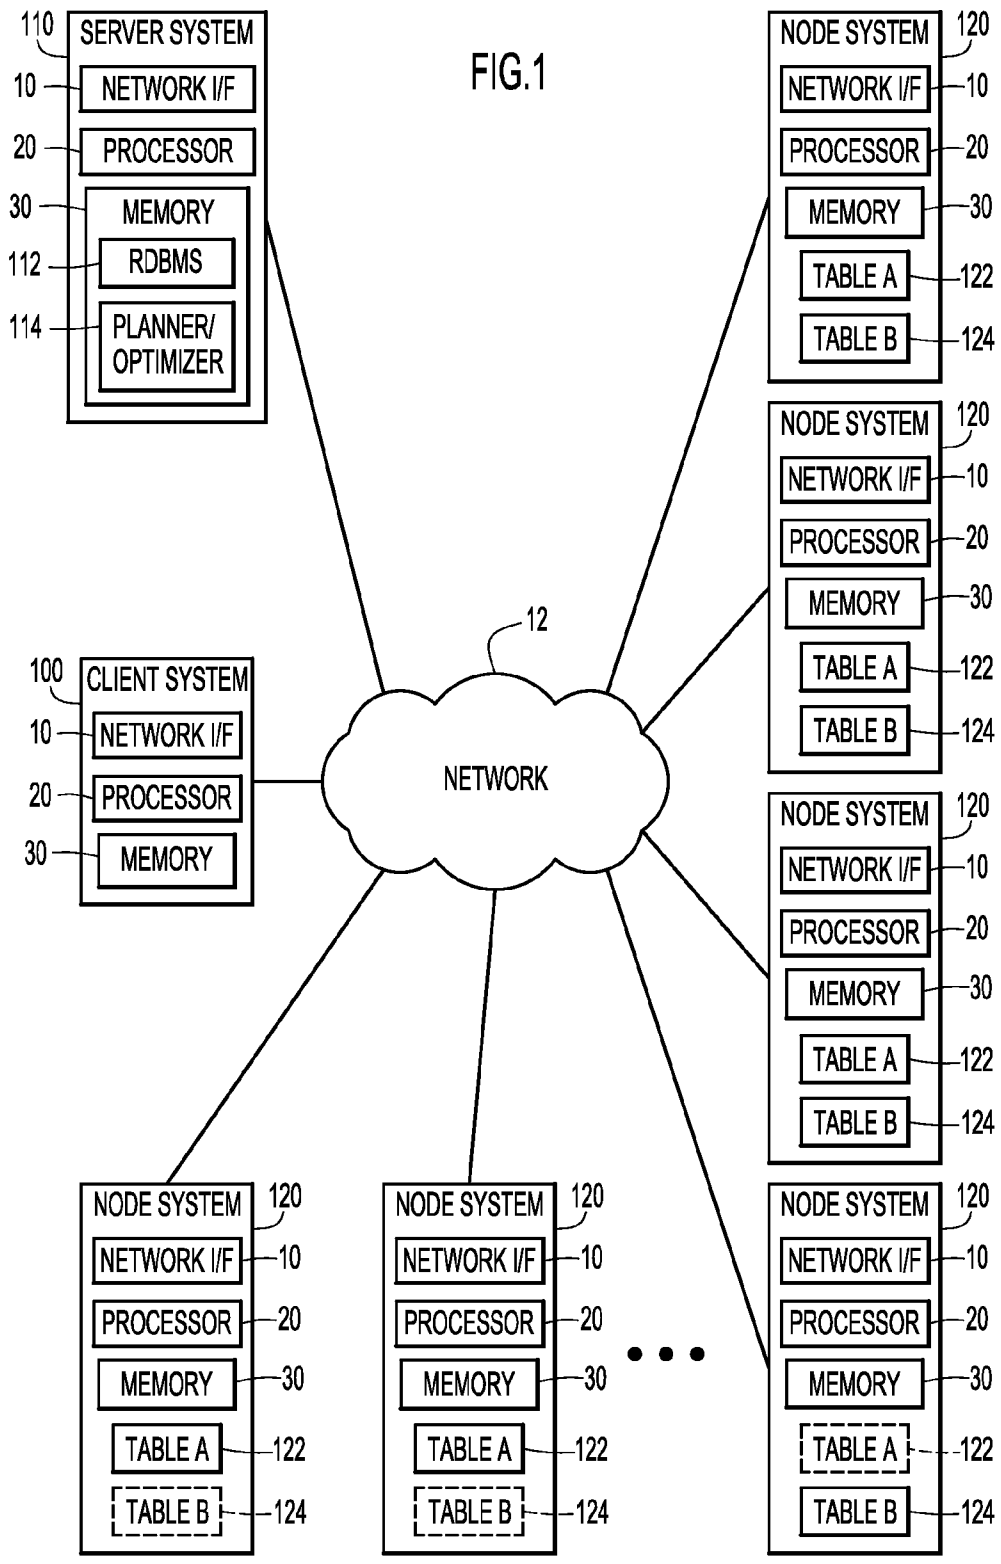 FIG.1
110
SERVER SYSTEM
10
NETWORK I/F
20
PROCESSOR
30
MEMORY
112
RDBMS
114
PLANNER/
OPTIMIZER
NODE SYSTEM
120
NETWORK I/F
10
PROCESSOR
20
MEMORY
30
TABLE A
122
TABLE B
124
NODE SYSTEM
120
NETWORK I/F
10
PROCESSOR
20
MEMORY
30
TABLE A
122
TABLE B
124
12
NETWORK
100
CLIENT SYSTEM
10
NETWORK I/F
20
PROCESSOR
30
MEMORY
NODE SYSTEM
120
NETWORK I/F
10
PROCESSOR
20
MEMORY
30
TABLE A
122
TABLE B
124
NODE SYSTEM
120
NETWORK I/F
10
PROCESSOR
20
MEMORY
30
TABLE A
122
TABLE B
124
NODE SYSTEM
120
NETWORK I/F
10
PROCESSOR
20
MEMORY
30
TABLE A
122
TABLE B
124
NODE SYSTEM
120
NETWORK I/F
10
PROCESSOR
20
MEMORY
30
TABLE A
122
TABLE B
124